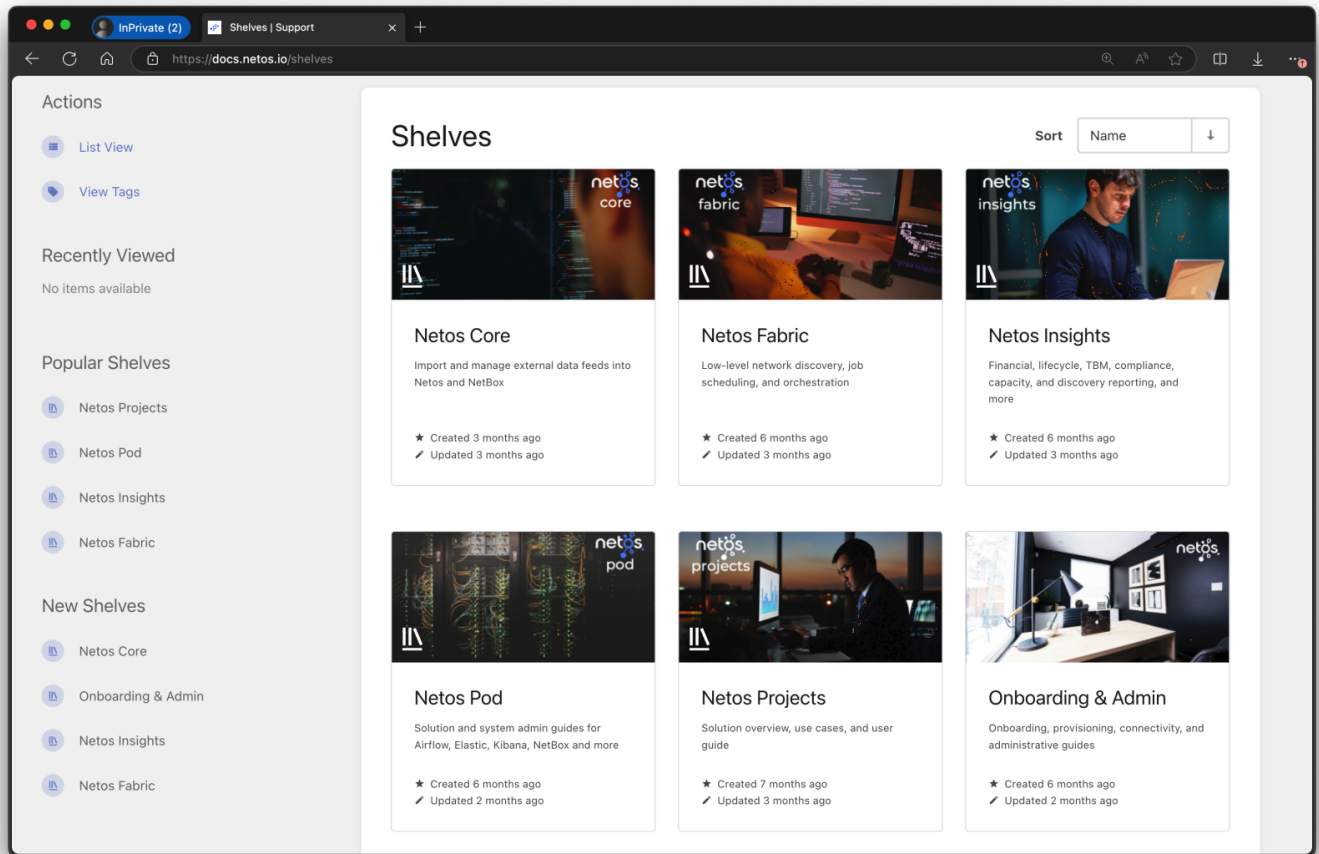 InPrivate (2)
Shelves | Support
https://docs.netos.io/shelves
Actions
List View
View Tags
Recently Viewed
No items available
Popular Shelves
Netos Projects
Netos Pod
Netos Insights
Netos Fabric
New Shelves
Netos Core
Onboarding & Admin
Netos Insights
Netos Fabric
Shelves
Sort
Name
netos
core
netos
fabric
netos
insights
Netos Core
Import and manage external data feeds into
Netos and NetBox
Created 3 months ago
Updated 3 months ago
Netos Fabric
Low-level network discovery, job
scheduling, and orchestration
Created 6 months ago
Updated 3 months ago
Netos Insights
Financial, lifecycle, TBM, compliance,
capacity, and discovery reporting, and
more
Created 6 months ago
Updated 3 months ago
netos
pod
netos
projects
netos
Netos Pod
Solution and system admin guides for
Airflow, Elastic, Kibana, NetBox and more
Created 6 months ago
Updated 2 months ago
Netos Projects
Solution overview, use cases, and user
guide
Created 7 months ago
Updated 3 months ago
Onboarding & Admin
Onboarding, provisioning, connectivity, and
administrative guides
Created 6 months ago
Updated 2 months ago